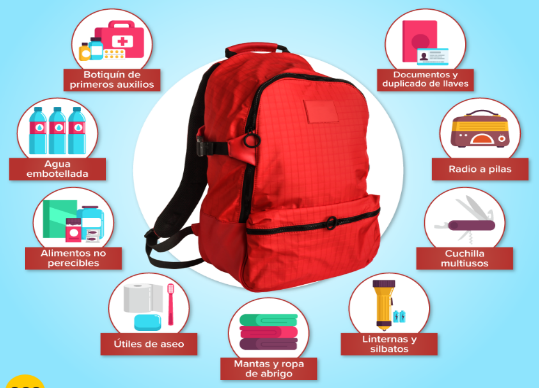 Botiquín de
primeros auxilios
Documentos y
duplicado de llaves
Agua
embotellada
Radio a pilas
Alimentos no
perecibles
Cuchilla
multiusos
Útiles de aseo
Linternas y
silbatos
Mantas y ropa
de abrigo